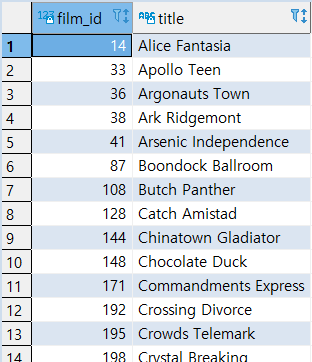 123 film_id ABC title
1 14 Alice Fantasia
2 33 Apollo Teen
3 36 Argonauts Town
4 38 Ark Ridgemont
5 41 Arsenic Independence
6 87 Boondock Ballroom
7 108 Butch Panther
8 128 Catch Amistad
9 144 Chinatown Gladiator
10 148 Chocolate Duck
11 171 Commandments Express
12 192 Crossing Divorce
13 195 Crowds Telemark
14 198 Crystal Breaking